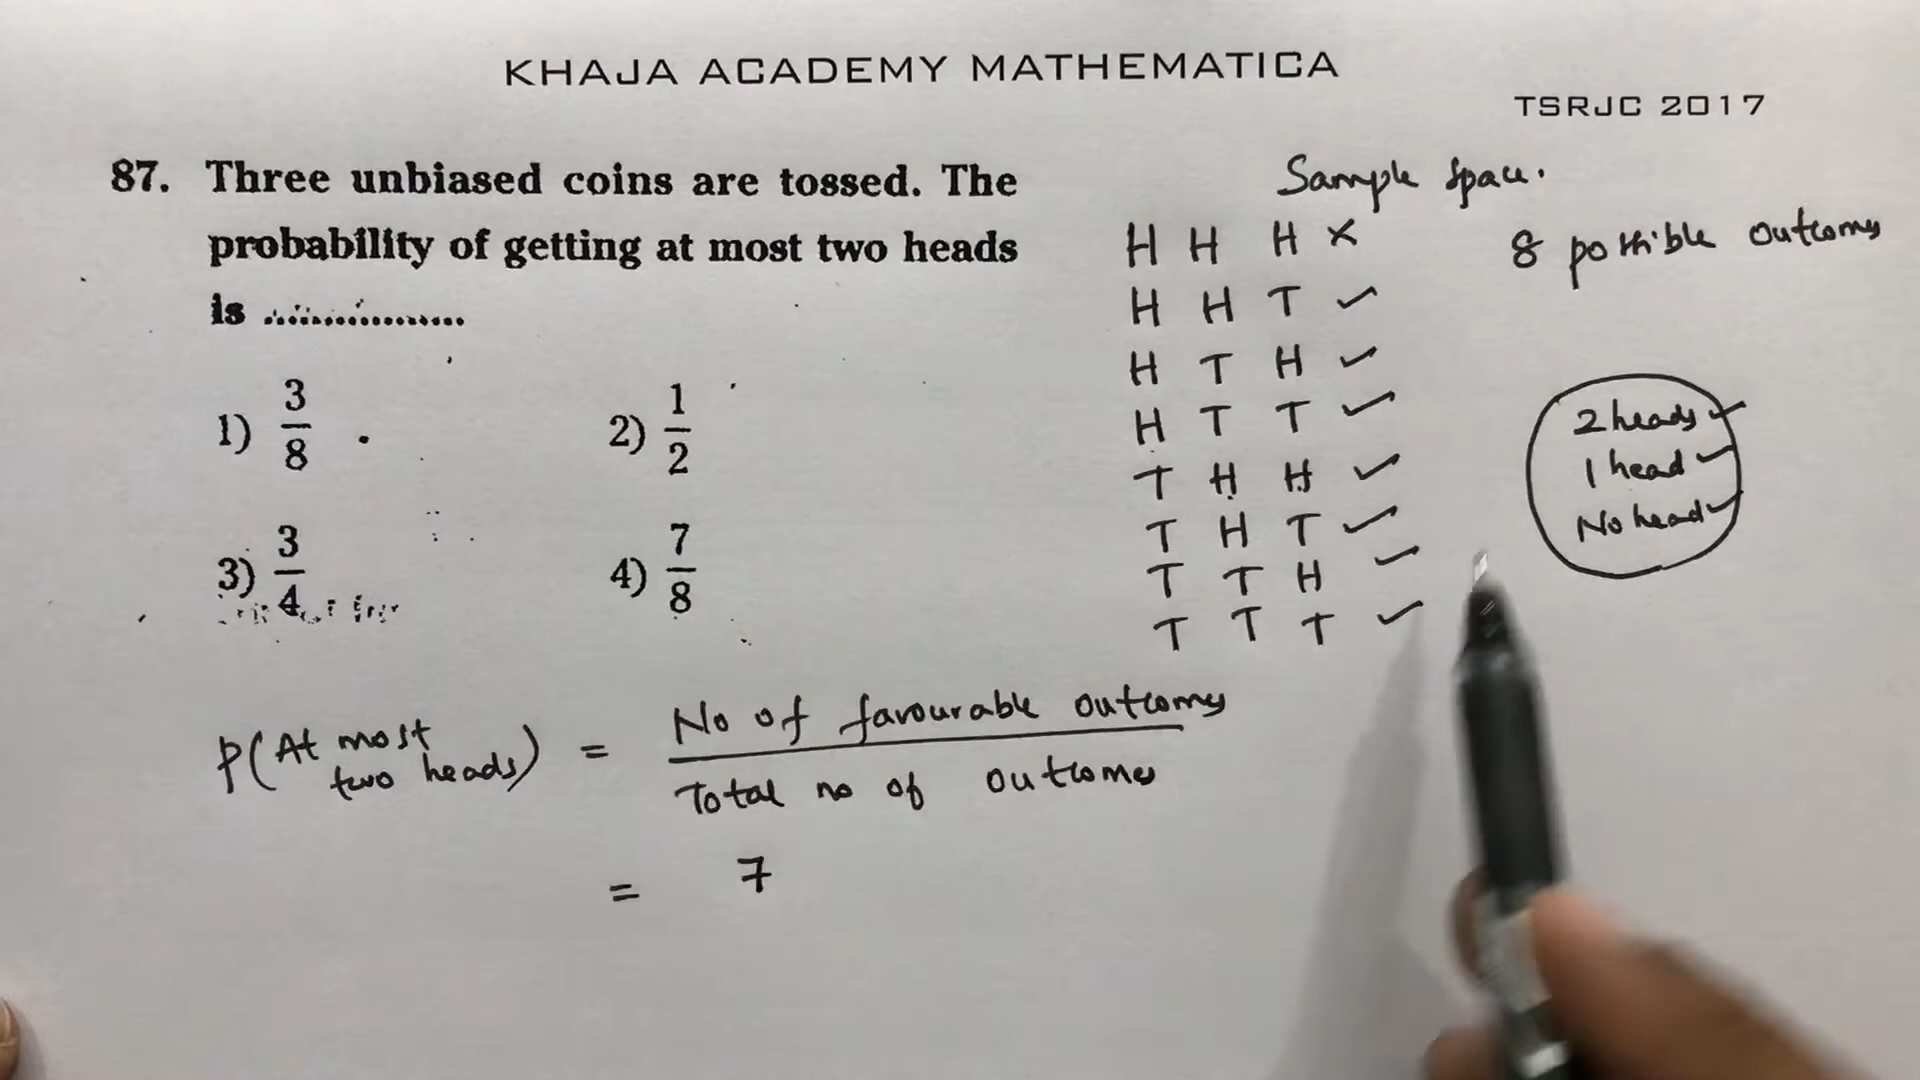 KHAJA ACADEMY MATHEMATICA
TSRJC 2017
87. Three unbiased coins are tossed. The
probability of getting at most two heads
is ..................
1) 3/8
2) 1/2
3) 3/4
4) 7/8
Sample space.
8 possible outcomes
H H H ×
H H T ✓
H T H ✓
H T T ✓
T H H ✓
T H T ✓
T T H ✓
T T T ✓
2 heads ✓
1 head ✓
No head ✓
P(At most two heads) = No of favourable outcomes / Total no of outcomes
= 7